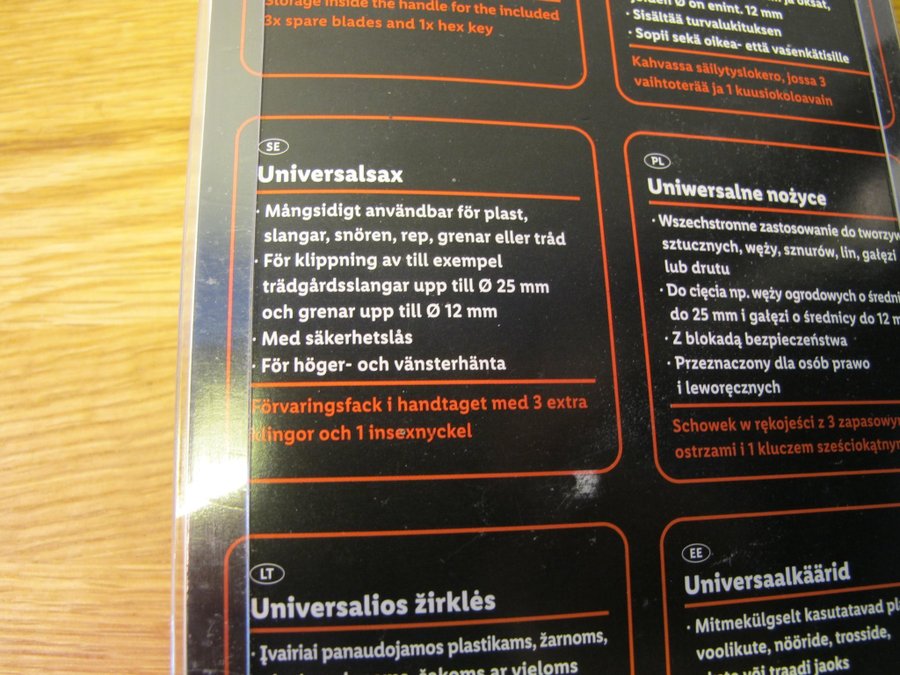 Storage inside the handle for the included
3x spare blades and 1x hex key
joiden Ø on enint. 12 mm
· Sisältää turvalukituksen
· Sopii sekä oikea- että vasenkätisille
Kahvassa säilytyslokero, jossa 3
vaihtoterää ja 1 kuusiokoloavain
SE
Universalsax
· Mångsidigt användbar för plast,
slangar, snören, rep, grenar eller tråd
· För klippning av till exempel
trädgårdsslangar upp till Ø 25 mm
och grenar upp till Ø 12 mm
· Med säkerhetslås
· För höger- och vänsterhänta
Förvaringsfack i handtaget med 3 extra
klingor och 1 insexnyckel
PL
Uniwersalne nożyce
· Wszechstronne zastosowanie do
sztucznych, węży, sznurów, lin, gałęzi
lub drutu
· Do cięcia np. węży ogrodowych o
do 25 mm i gałęzi o średnicy do 12
· Z blokadą bezpieczeństwa
· Przeznaczony dla osób prawo
i leworęcznych
Schowek w rękojeści z 3
ostrzami i 1 kluczem
LT
Universalios žirklės
· Įvairiai panaudojamos plastikams, žarnoms,
ar vieloms
EE
Universaalkäärid
· Mitmekülgselt kasutatavad
voolikute, nööride, trosside,
või traadi jaoks